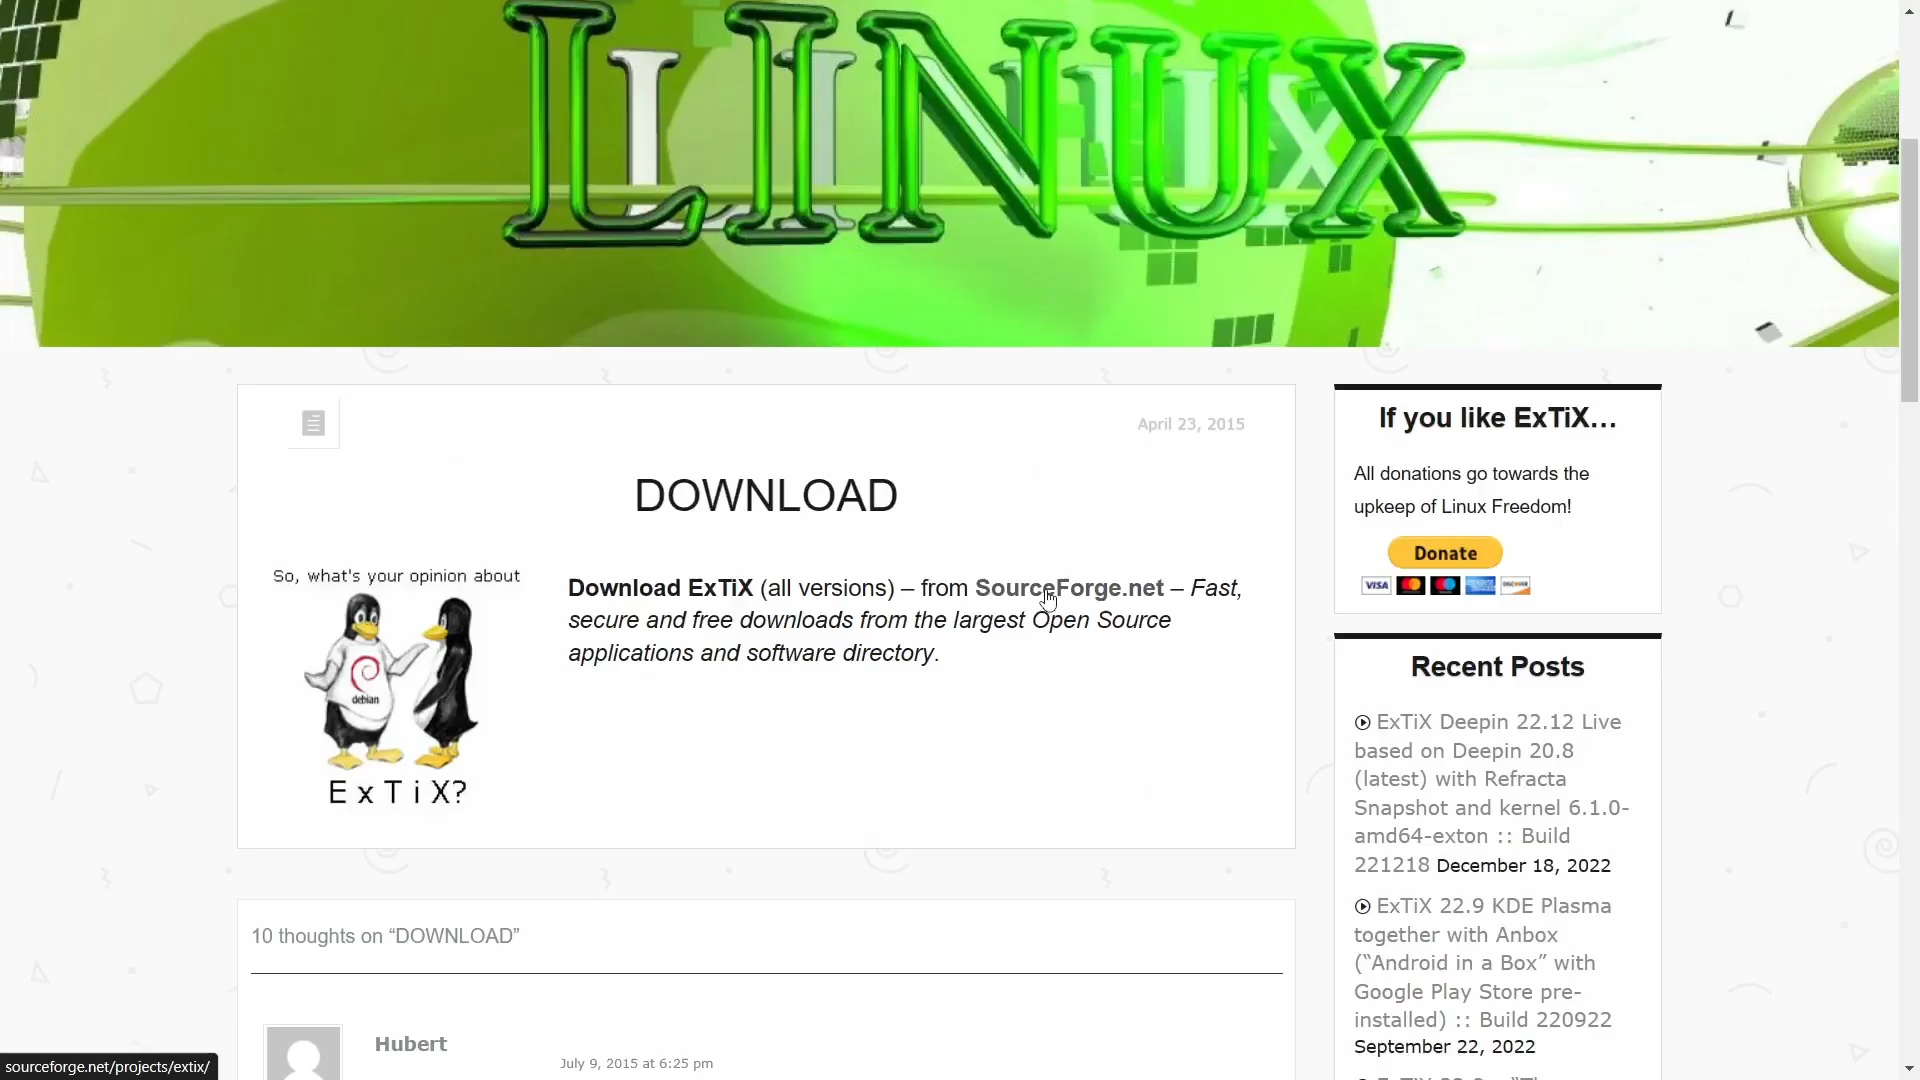 LINUX
April 23, 2015
DOWNLOAD
So, what's your opinion about
debian
ExTiX?
Download ExTiX (all versions) – from SourceForge.net – Fast,
secure and free downloads from the largest Open Source
applications and software directory.
10 thoughts on “DOWNLOAD”
Hubert
July 9, 2015 at 6:25 pm
If you like ExTiX…
All donations go towards the
upkeep of Linux Freedom!
Donate
VISA
DISCOVER
Recent Posts
ExTiX Deepin 22.12 Live
based on Deepin 20.8
(latest) with Refracta
Snapshot and kernel 6.1.0-
amd64-exton :: Build
221218 December 18, 2022
ExTiX 22.9 KDE Plasma
together with Anbox
(“Android in a Box” with
Google Play Store pre-
installed) :: Build 220922
September 22, 2022
sourceforge.net/projects/extix/